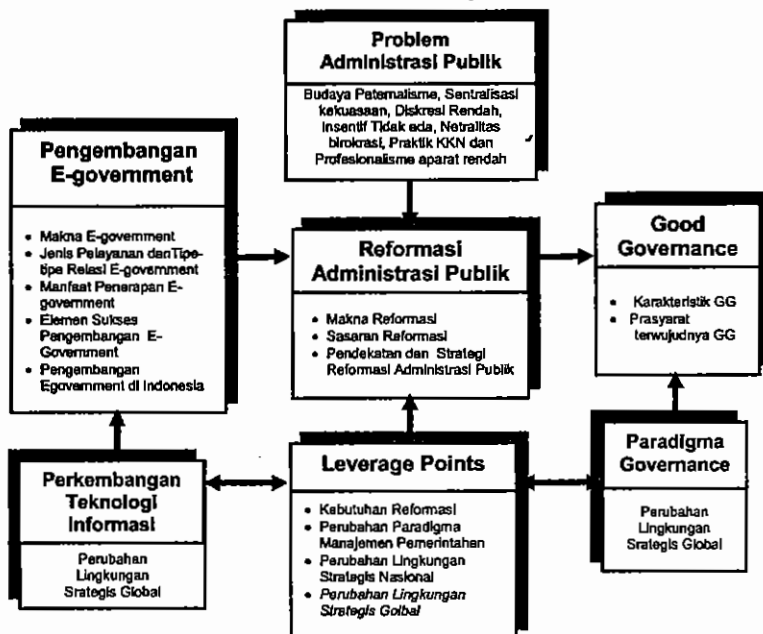 Problem
Administrasi Publik
Budaya Paternalisme, Sentralisasi
kekuasaan, Diskresi Rendah,
Insentif Tidak ada, Netralitas
birokrasi, Praktik KKN dan
Profesionalisme aparat rendah
Pengembangan
E-government
• Makna E-government
• Jenis Pelayanan dan Tipe-
tipe Relasi E-government
• Manfaat Penerapan E-
government
• Elemen Sukses
Pengembangan E-
Government
• Pengembangan
Egovernment di Indonesia
Reformasi
Administrasi Publik
• Makna Reformasi
• Sasaran Reformasi
• Pendekatan dan Strategi
Reformasi Administrasi Publik
Good
Governance
• Karakteristik GG
• Prasyarat
terwujudnya GG
Perkembangan
Teknologi
Informasi
Perubahan
Lingkungan
Srategis Global
Leverage Points
• Kebutuhan Reformasi
• Perubahan Paradigma
Manajemen Pemerintahan
• Perubahan Lingkungan
Strategis Nasional
• Perubahan Lingkungan
Strategis Golbal
Paradigma
Governance
Perubahan
Lingkungan
Srategis Global